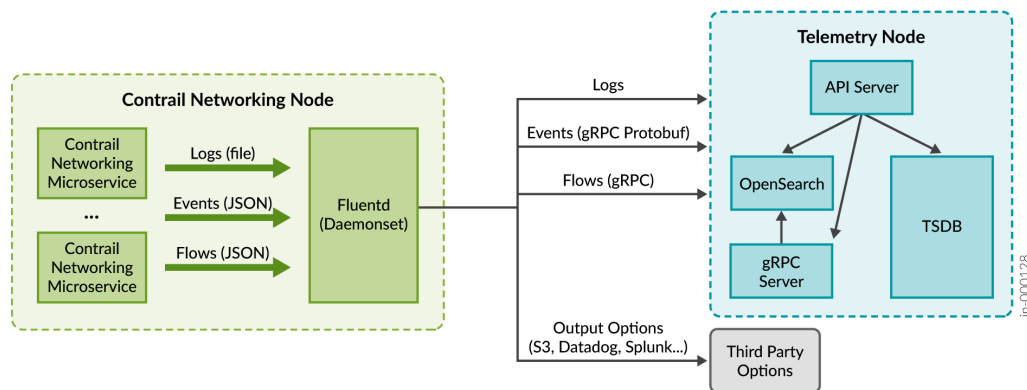 Contrail Networking Node
Contrail
Networking
Microservice
...
Contrail
Networking
Microservice
Logs (file)
Events (JSON)
Flows (JSON)
Fluentd
(Daemonset)
Logs
Events (gRPC Protobuf)
Flows (gRPC)
Output Options
(S3, Datadog, Splunk...)
Telemetry Node
API Server
OpenSearch
gRPC
Server
TSDB
Third Party
Options
jn-000128